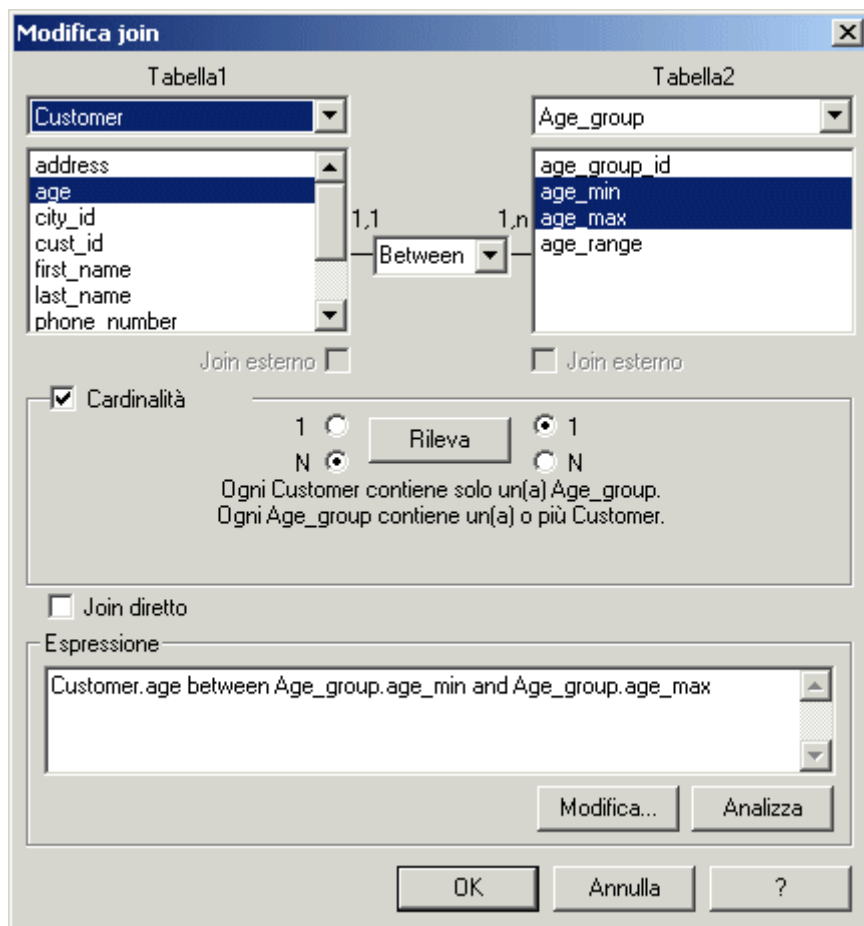 Modifica join
Tabella1 Tabella2
Customer Age_group
address age_group_id
age age_min
city_id age_max
cust_id age_range
first_name
last_name
phone_number
1,1 1,n
Between
Join esterno Join esterno
Cardinalità
1 Rileva 1
N N
Ogni Customer contiene solo un(a) Age_group.
Ogni Age_group contiene un(a) o più Customer.
Join diretto
Espressione
Customer.age between Age_group.age_min and Age_group.age_max
Modifica... Analizza
OK Annulla ?